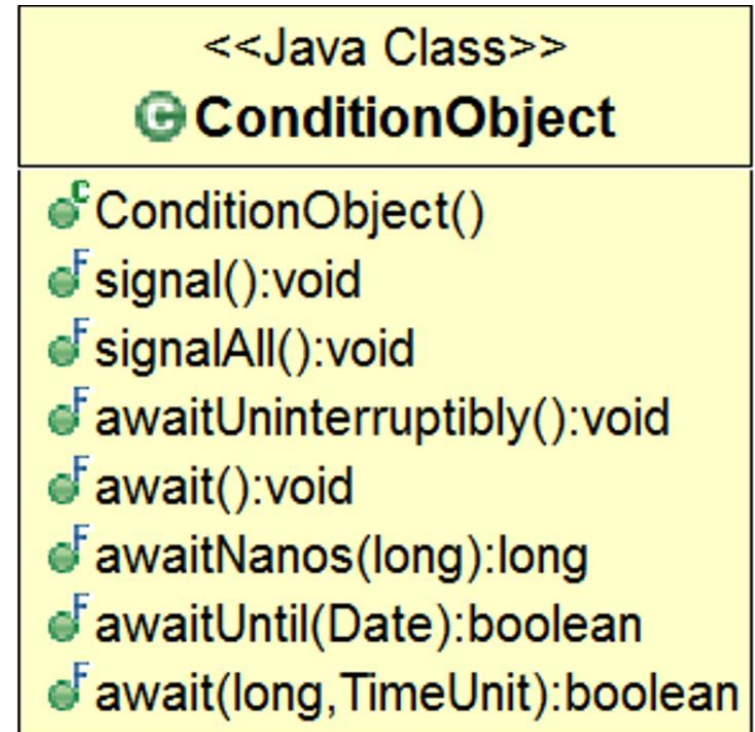 <<Java Class>>
C ConditionObject
C ConditionObject()
F signal():void
F signalAll():void
F awaitUninterruptibly():void
F await():void
F awaitNanos(long):long
F awaitUntil(Date):boolean
F await(long,TimeUnit):boolean